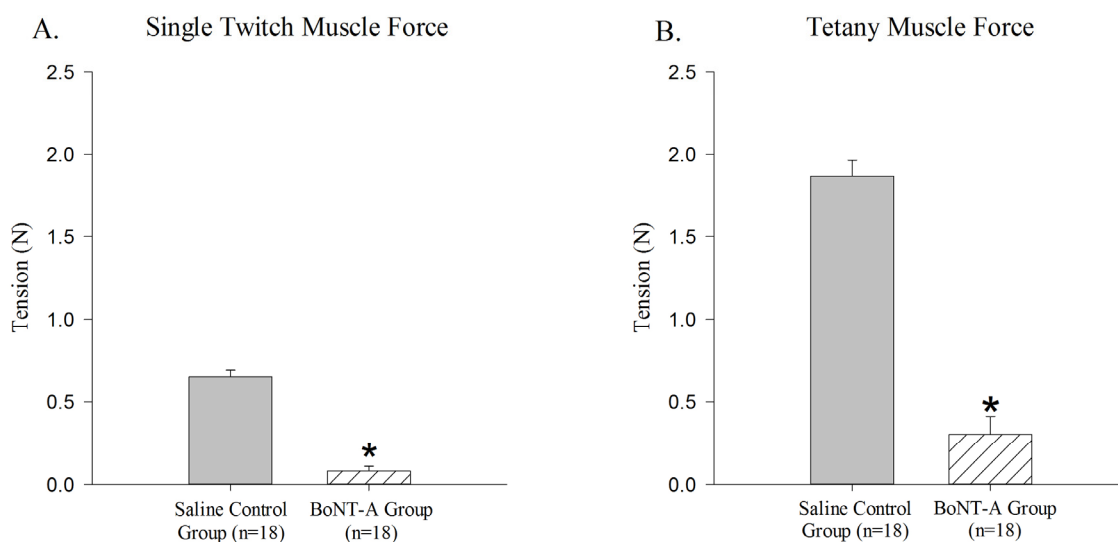 A.
Single Twitch Muscle Force
Tension (N)
2.5
2.0
1.5
1.0
0.5
0.0
*
Saline Control
Group (n=18)
BoNT-A Group
(n=18)
B.
Tetany Muscle Force
Tension (N)
2.5
2.0
1.5
1.0
0.5
0.0
*
Saline Control
Group (n=18)
BoNT-A Group
(n=18)